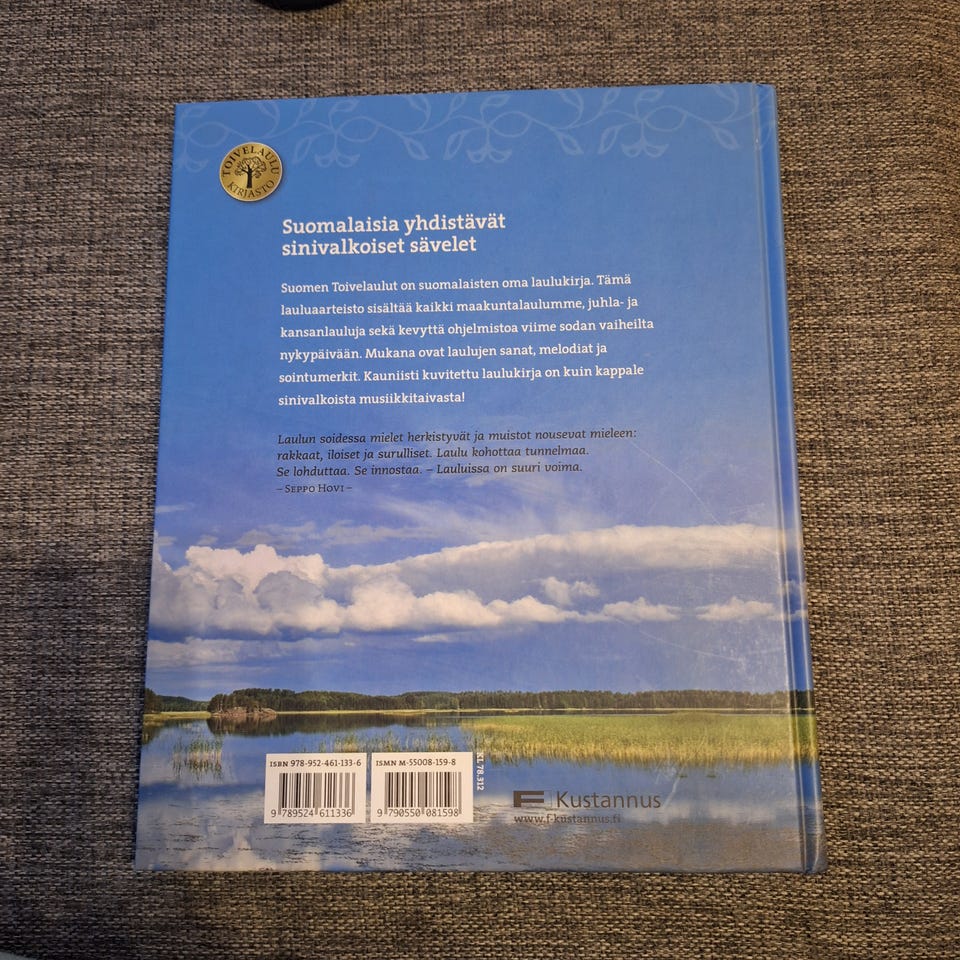 TOIVELAULU
KIRJASTO
Suomalaisia yhdistävät
sinivalkoiset sävelet
Suomen Toivelaulut on suomalaisten oma laulukirja. Tämä
lauluaarteisto sisältää kaikki maakuntalaulumme, juhla- ja
kansanlauluja sekä kevyttä ohjelmistoa viime sodan vaiheilta
nykypäivään. Mukana ovat laulujen sanat, melodiat ja
sointumerkit. Kauniisti kuvitettu laulukirja on kuin kappale
sinivalkoista musiikkitaivasta!
Laulun soidessa mielet herkistyvät ja muistot nousevat mieleen:
rakkaat, iloiset ja surulliset. Laulu kohottaa tunnelmaa.
Se lohduttaa. Se innostaa. – Lauluissa on suuri voima.
– SEPPO HOVI –
ISBN 978-952-461-133-6
9 789524 611336
ISMN M-55008-159-8
9 790550 081598
KL 78.312
F Kustannus
www.f-kustannus.fi